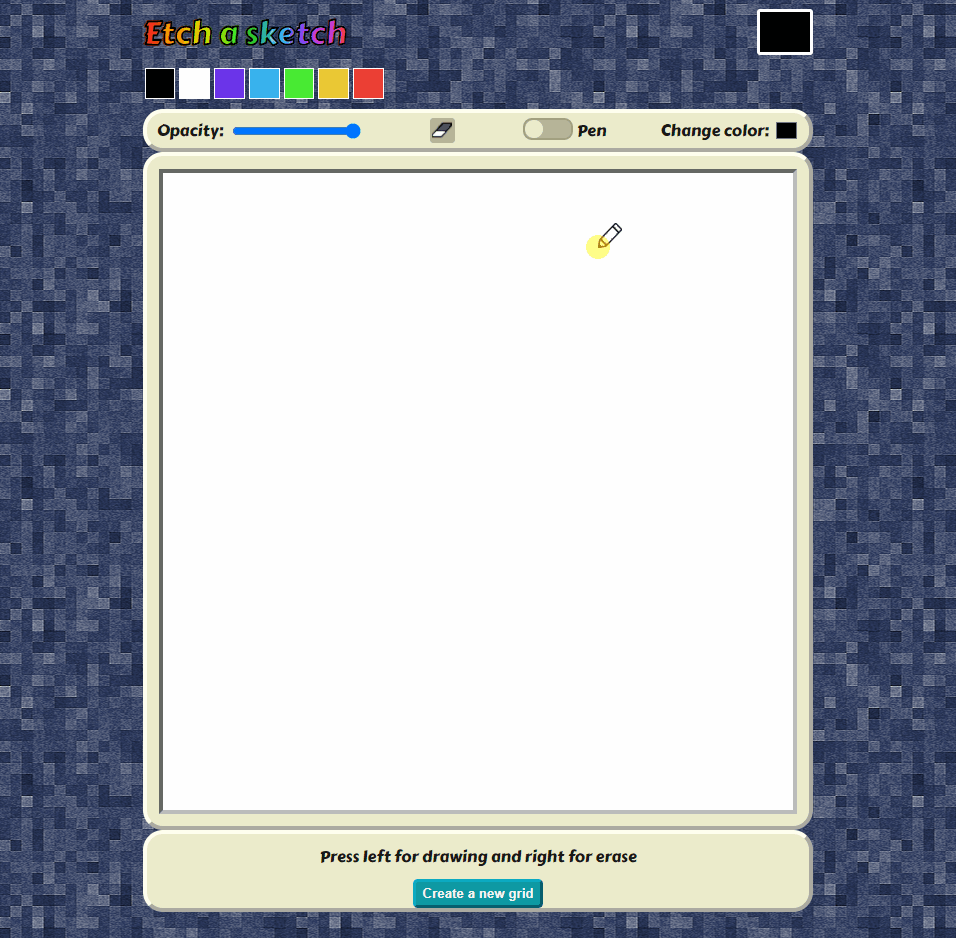 Etch a sketch
Opacity:
Pen
Change color:
Press left for drawing and right for erase
Create a new grid